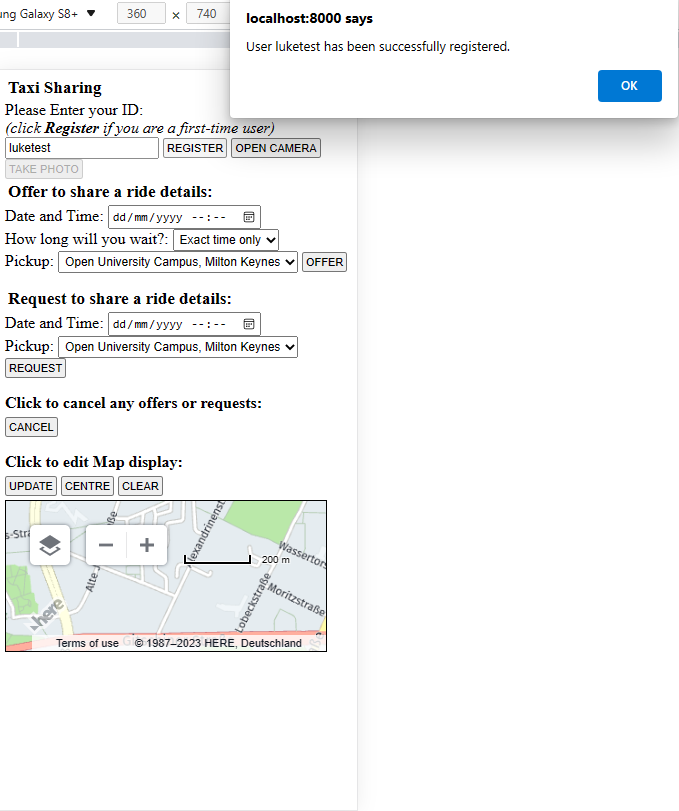 ung Galaxy S8+ ▼ 360 × 740
localhost:8000 says
User luketest has been successfully registered.
OK
Taxi Sharing
Please Enter your ID:
(click Register if you are a first-time user)
luketest REGISTER OPEN CAMERA
TAKE PHOTO
Offer to share a ride details:
Date and Time: dd/mm/yyyy --:--
How long will you wait?: Exact time only
Pickup: Open University Campus, Milton Keynes OFFER
Request to share a ride details:
Date and Time: dd/mm/yyyy --:--
Pickup: Open University Campus, Milton Keynes
REQUEST
Click to cancel any offers or requests:
CANCEL
Click to edit Map display:
UPDATE CENTRE CLEAR
s-Stra
Alte J
lexandrinenst
200 m
Wassertors
Moritzstraße
Lobeckstraße
here
Terms of use © 1987–2023 HERE, Deutschland